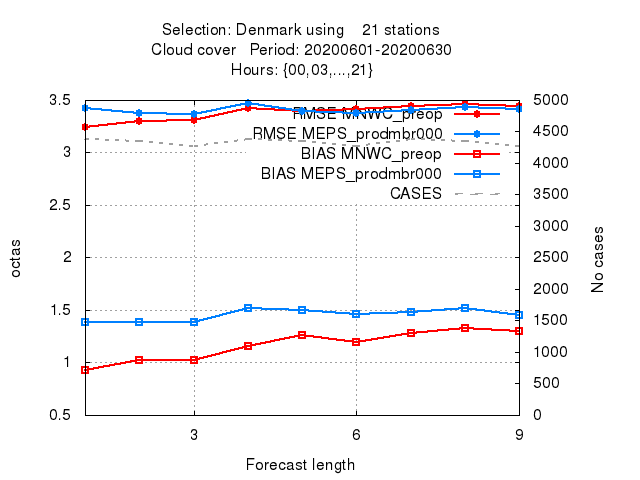 Selection: Denmark using    21 stations
Cloud cover   Period: 20200601-20200630
Hours: {00,03,...,21}
3.5
3
2.5
2
1.5
1
0.5
octas
RMSE MNWC_preop
RMSE MEPS_prodmbr000
BIAS MNWC_preop
BIAS MEPS_prodmbr000
CASES
5000
4500
4000
3500
3000
2500
2000
1500
1000
500
0
No cases
3
6
9
Forecast length